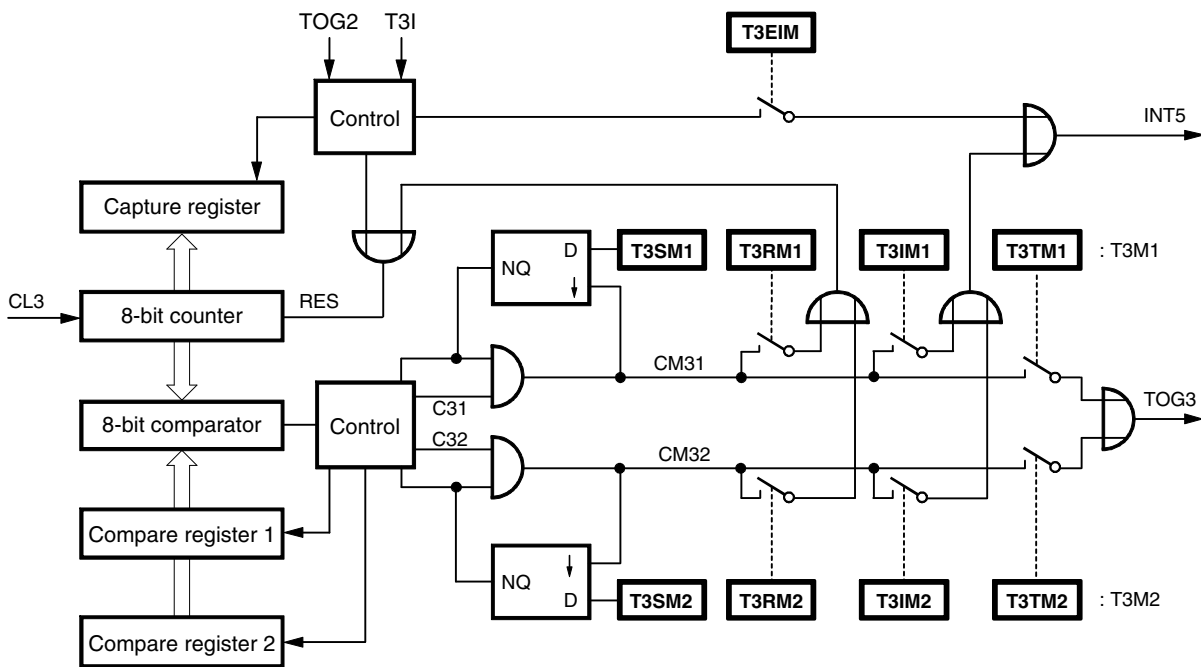 TOG2 T3I
T3EIM
Control
INT5
Capture register
D T3SM1 T3RM1 T3IM1 T3TM1 : T3M1
NQ
CL3
8-bit counter
RES
CM31
C31
8-bit comparator
Control
TOG3
C32
CM32
Compare register 1
NQ
D T3SM2 T3RM2 T3IM2 T3TM2 : T3M2
Compare register 2